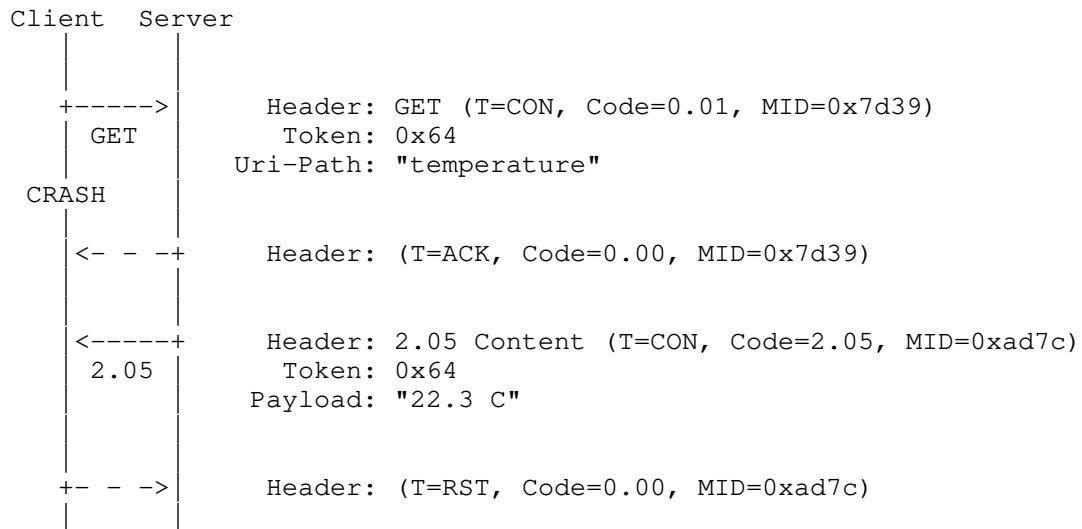 Client  Server
   |      |
   |      |
   +----->|     Header: GET (T=CON, Code=0.01, MID=0x7d39)
   | GET  |      Token: 0x64
   |      |   Uri-Path: "temperature"
 CRASH    |
   |      |
   |<- - -+     Header: (T=ACK, Code=0.00, MID=0x7d39)
   |      |
   |      |
   |<-----+     Header: 2.05 Content (T=CON, Code=2.05, MID=0xad7c)
   | 2.05 |      Token: 0x64
   |      |    Payload: "22.3 C"
   |      |
   |      |
   +- - ->|     Header: (T=RST, Code=0.00, MID=0xad7c)
   |      |